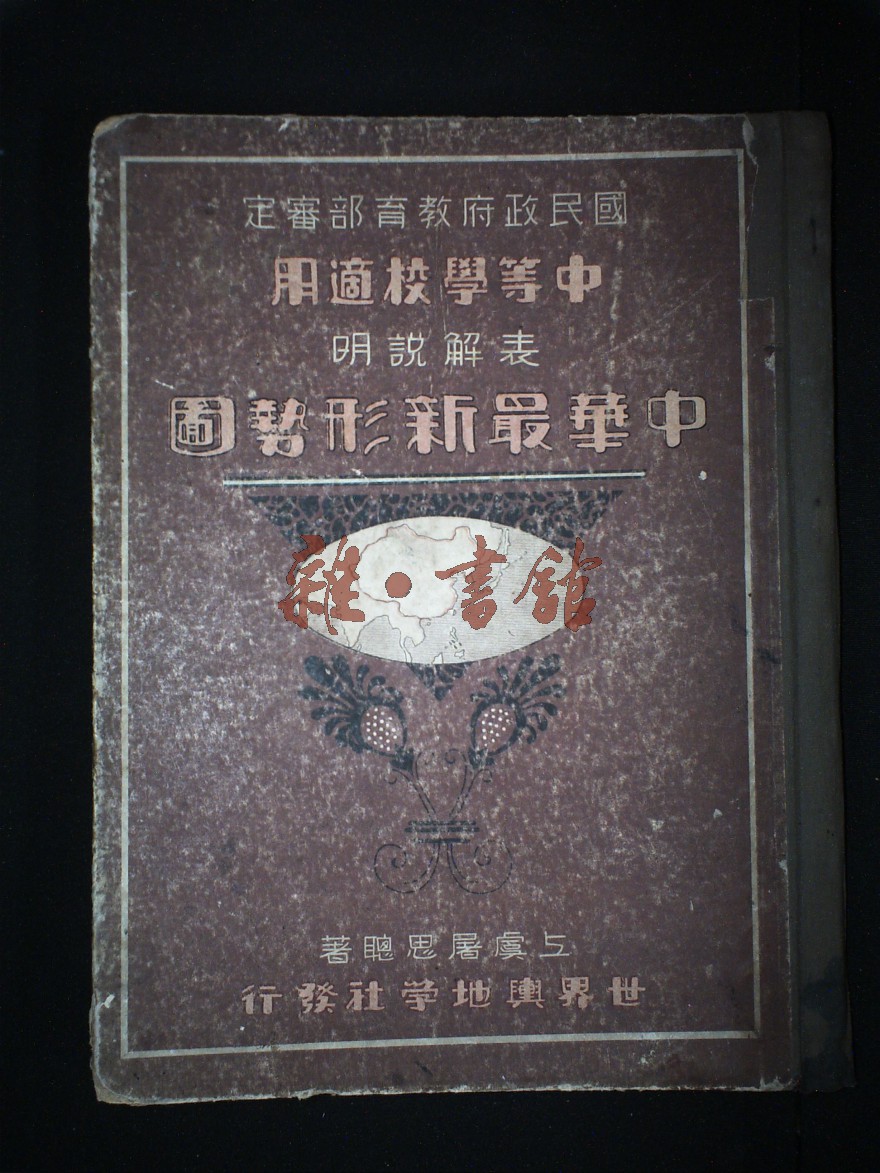 國民政府教育部審定
中等學校適用
表解説明
中華最新形勢圖
雜·書館
上虞屠思聰著
世界輿地学社發行